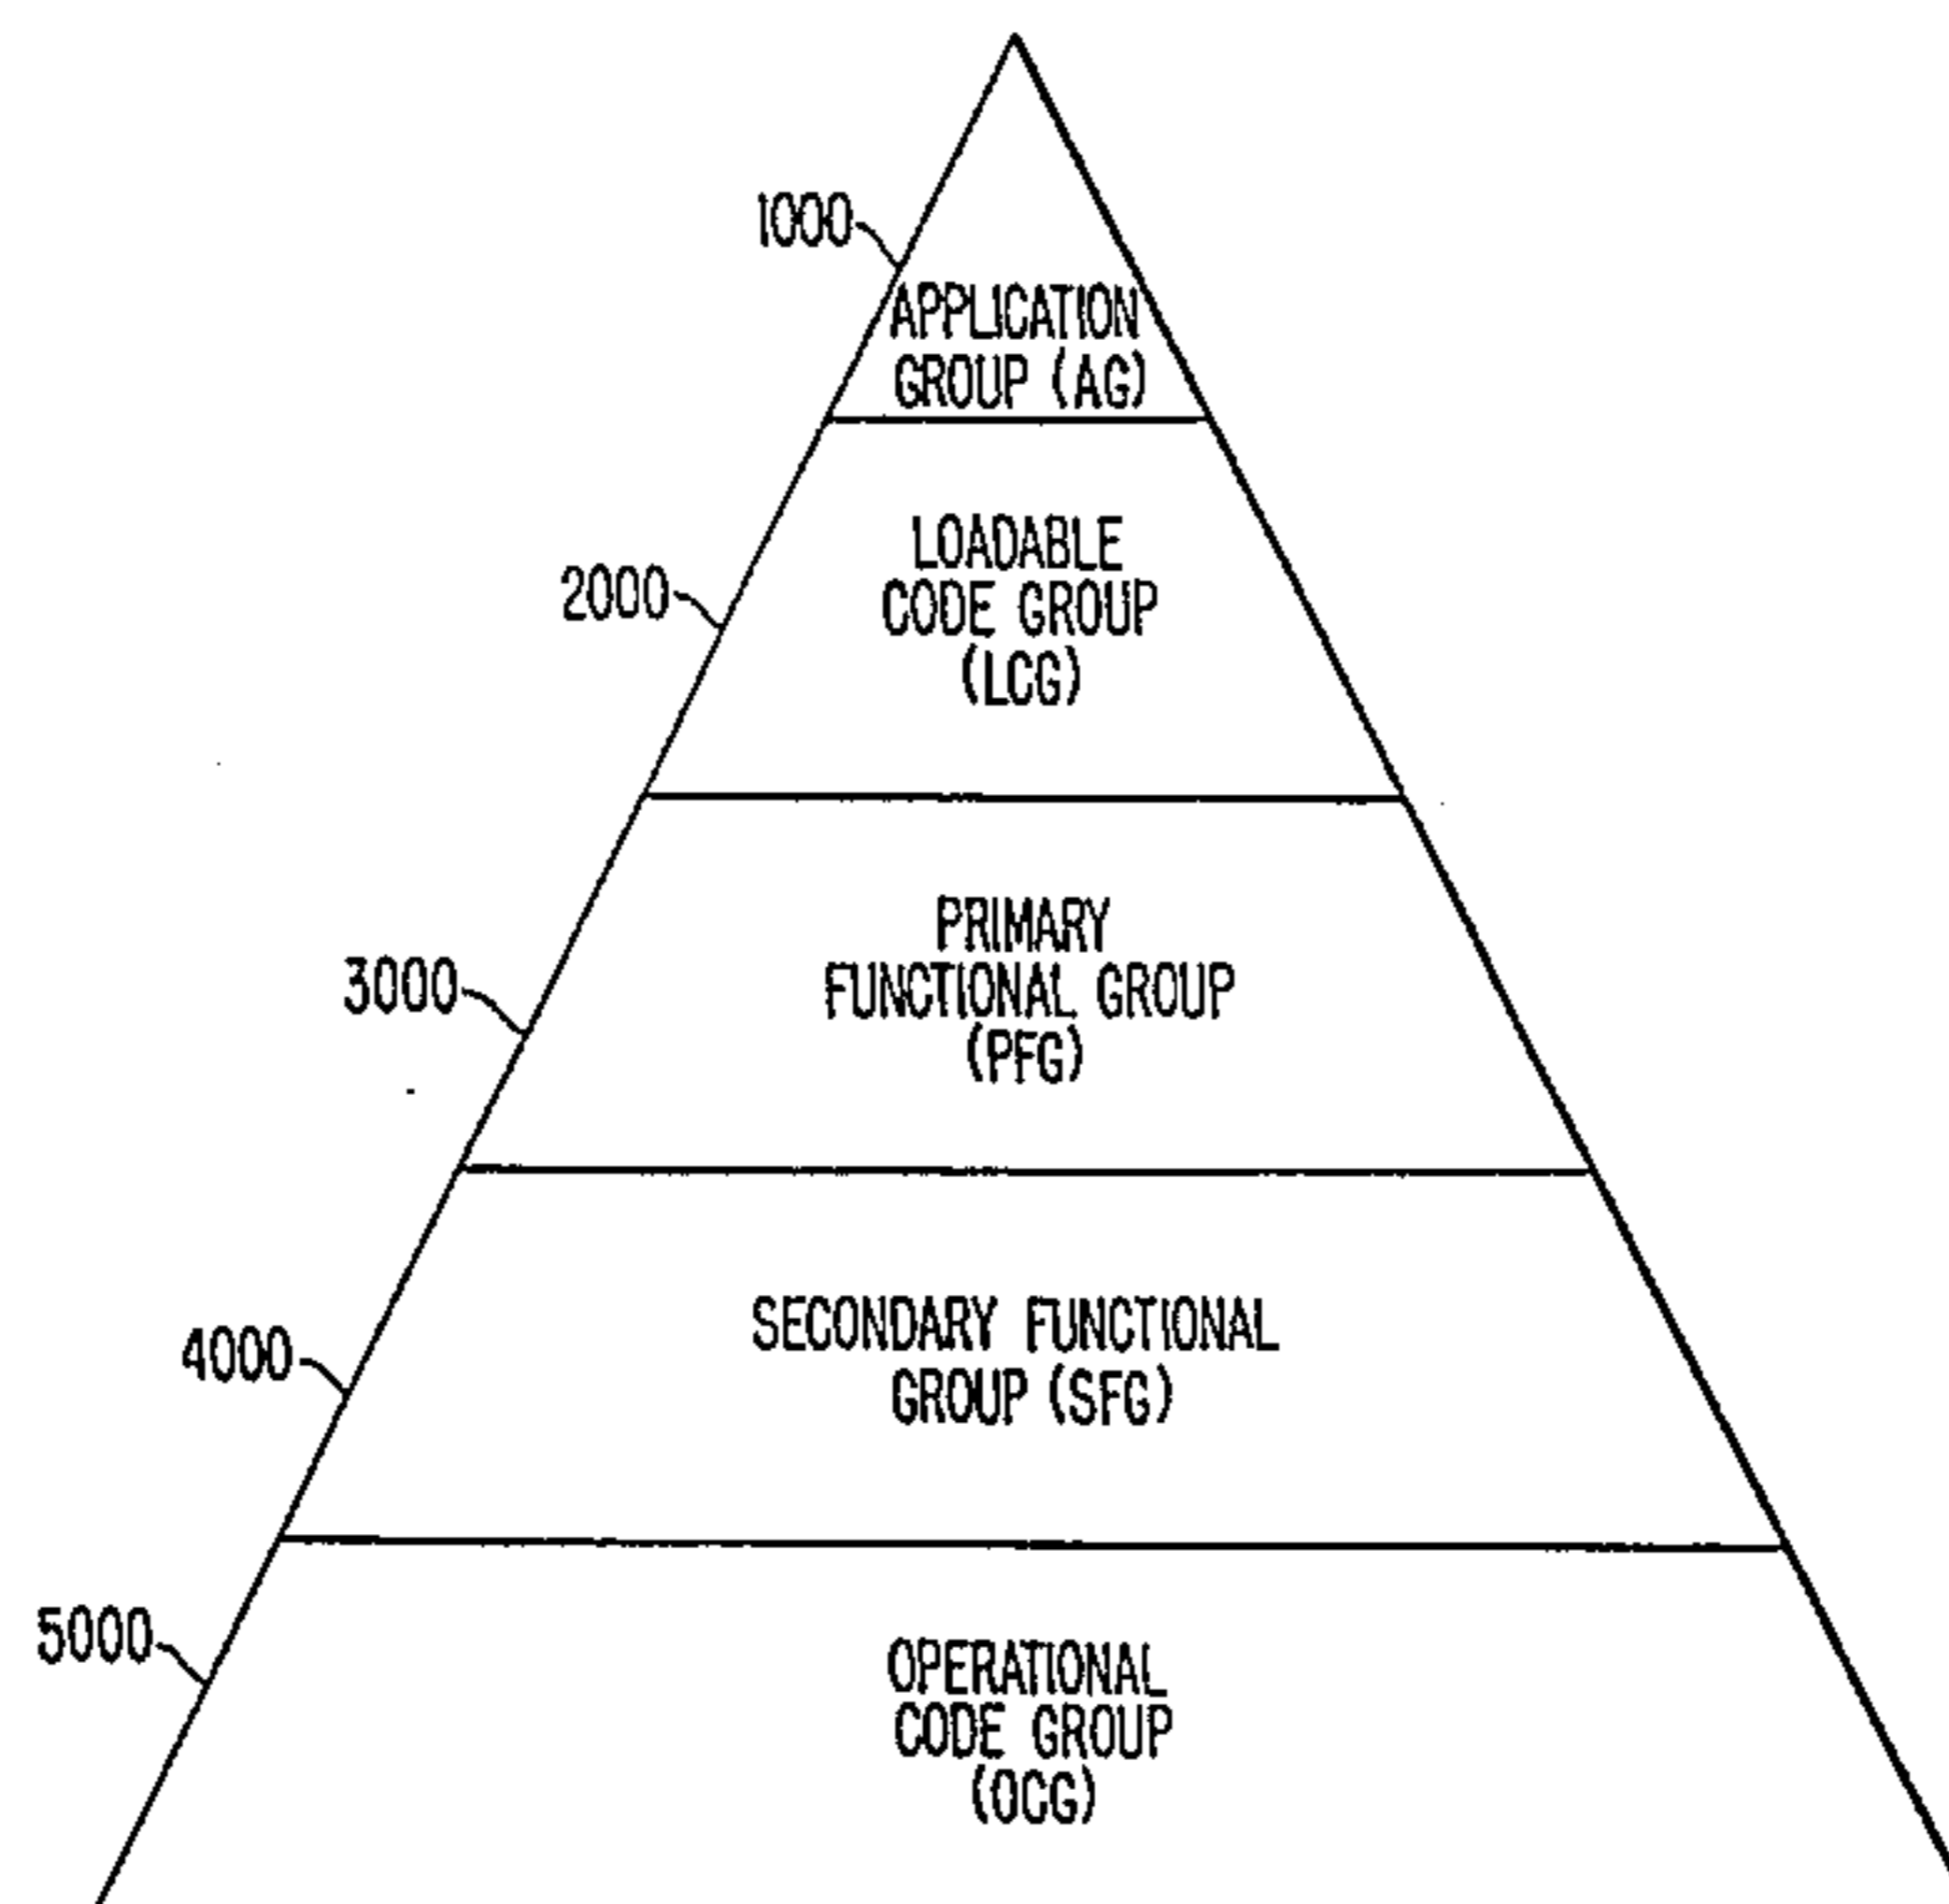 1000
APPLICATION
GROUP (AG)
2000
LOADABLE
CODE GROUP
(LCG)
3000
PRIMARY
FUNCTIONAL GROUP
(PFG)
4000
SECONDARY FUNCTIONAL
GROUP (SFG)
5000
OPERATIONAL
CODE GROUP
(OCG)